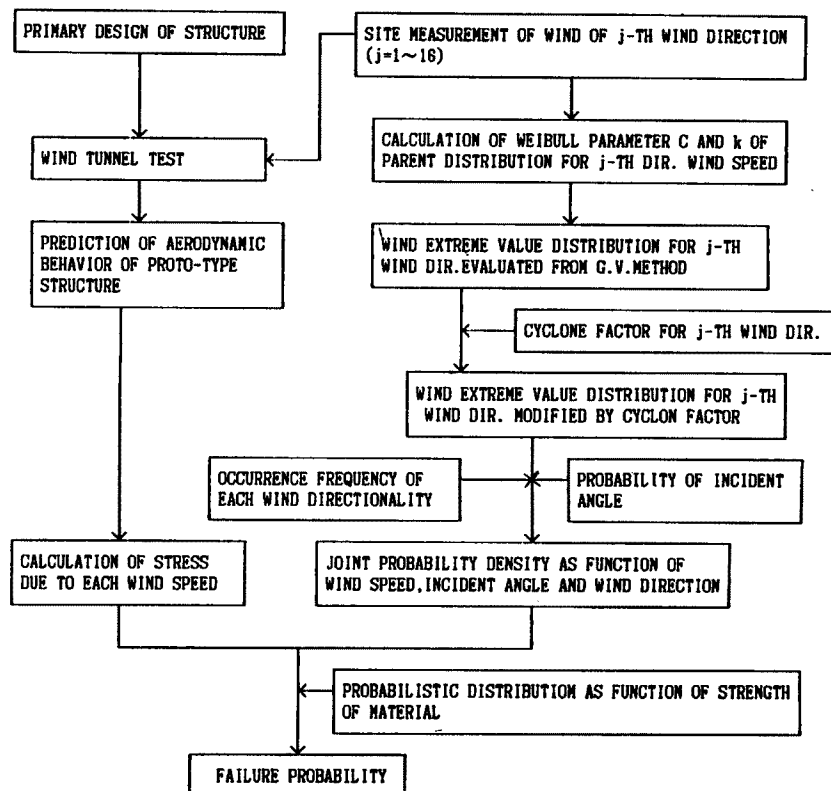 PRIMARY DESIGN OF STRUCTURE
SITE MEASUREMENT OF WIND OF j-TH WIND DIRECTION
(j=1~16)
WIND TUNNEL TEST
CALCULATION OF WEIBULL PARAMETER C AND k OF
PARENT DISTRIBUTION FOR j-TH DIR. WIND SPEED
PREDICTION OF AERODYNAMIC
BEHAVIOR OF PROTO-TYPE
STRUCTURE
WIND EXTREME VALUE DISTRIBUTION FOR j-TH
WIND DIR.EVALUATED FROM G.V.METHOD
CYCLONE FACTOR FOR j-TH WIND DIR.
WIND EXTREME VALUE DISTRIBUTION FOR j-TH
WIND DIR. MODIFIED BY CYCLON FACTOR
OCCURRENCE FREQUENCY OF
EACH WIND DIRECTIONALITY
PROBABILITY OF INCIDENT
ANGLE
CALCULATION OF STRESS
DUE TO EACH WIND SPEED
JOINT PROBABILITY DENSITY AS FUNCTION OF
WIND SPEED,INCIDENT ANGLE AND WIND DIRECTION
PROBABILISTIC DISTRIBUTIOM AS FUNCTION OF STRENGTH
OF MATERIAL
FAILURE PROBABILITY